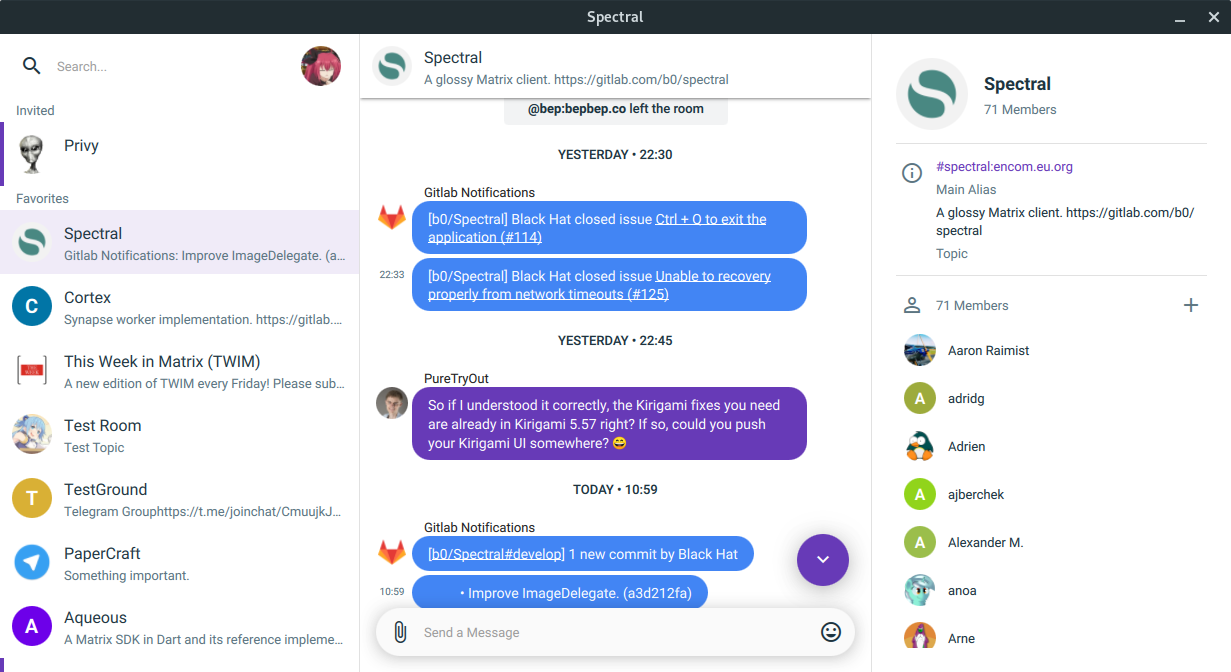 Spectral
Search...
Invited
Privy
Favorites
Spectral
Gitlab Notifications: Improve ImageDelegate. (a...
C
Cortex
Synapse worker implementation. https://gitlab....
THE WEEK
This Week in Matrix (TWIM)
A new edition of TWIM every Friday! Please sub...
Test Room
Test Topic
T
TestGround
Telegram Grouphttps://t.me/joinchat/CmuujkJ...
PaperCraft
Something important.
A
Aqueous
A Matrix SDK in Dart and its reference impleme...
Spectral
A glossy Matrix client. https://gitlab.com/b0/spectral
@bep:bepbep.co left the room
YESTERDAY • 22:30
Gitlab Notifications
[b0/Spectral] Black Hat closed issue Ctrl + Q to exit the
application (#114)
22:33
[b0/Spectral] Black Hat closed issue Unable to recovery
properly from network timeouts (#125)
YESTERDAY • 22:45
PureTryOut
So if I understood it correctly, the Kirigami fixes you need
are already in Kirigami 5.57 right? If so, could you push
your Kirigami UI somewhere? 😄
TODAY • 10:59
Gitlab Notifications
[b0/Spectral#develop] 1 new commit by Black Hat
10:59
• Improve ImageDelegate. (a3d212fa)
Send a Message
Spectral
71 Members
#spectral:encom.eu.org
Main Alias
A glossy Matrix client. https://gitlab.com/b0/
spectral
Topic
71 Members
Aaron Raimist
A
adridg
Adrien
A
ajberchek
A
Alexander M.
anoa
Arne